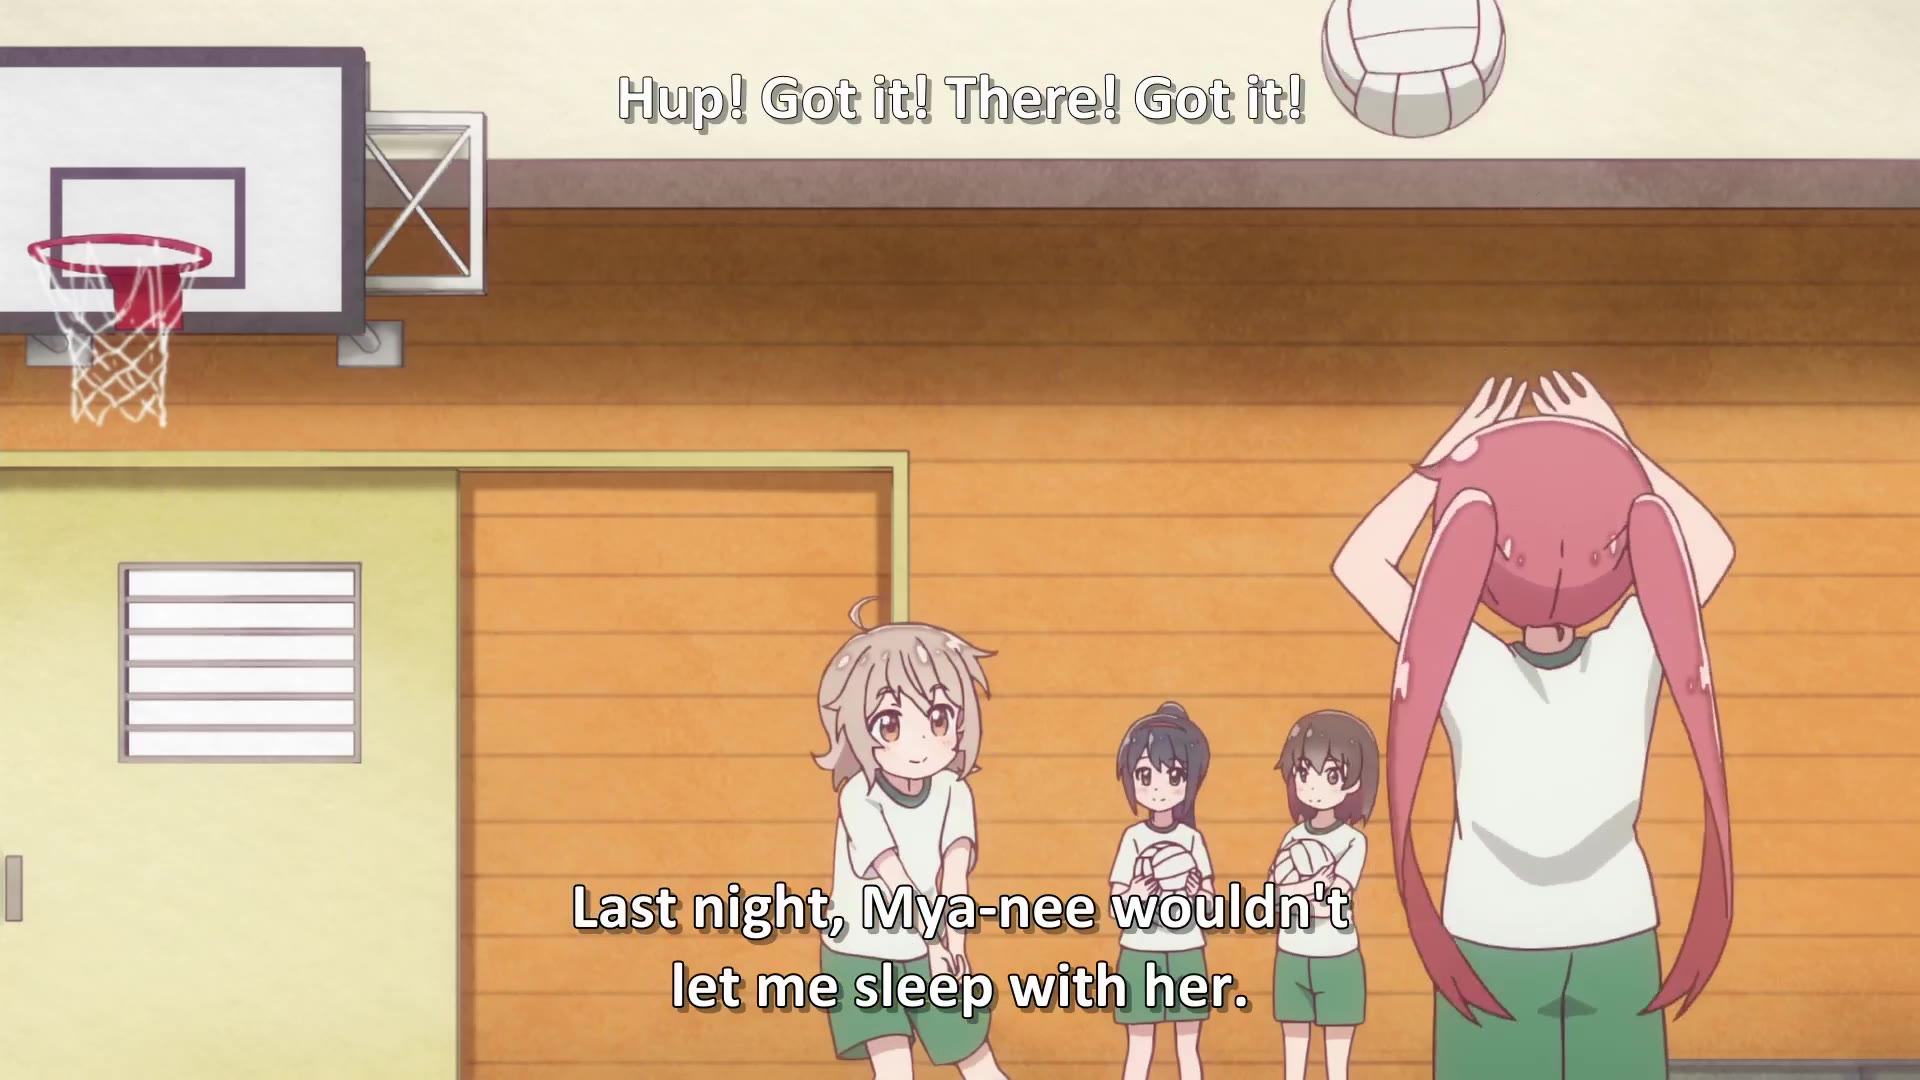 Hup! Got it! There! Got it!
Last night, Mya-nee wouldn't
let me sleep with her.